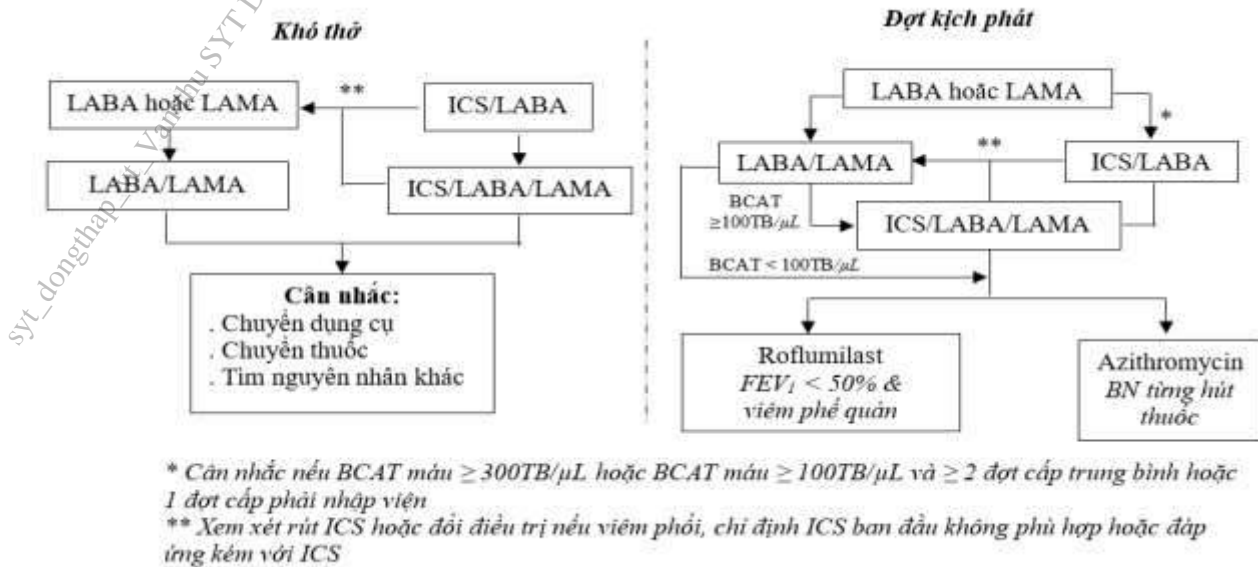 Khó thở
LABA hoặc LAMA
**
ICS/LABA
LABA/LAMA
ICS/LABA/LAMA
Cân nhắc:
. Chuyển dụng cụ
. Chuyển thuốc
. Tìm nguyên nhân khác
Đợt kịch phát
LABA hoặc LAMA
*
LABA/LAMA
**
ICS/LABA
BCAT
≥100TB/µL
ICS/LABA/LAMA
BCAT < 100TB/µL
Roflumilast
FEV₁ < 50% &
viêm phế quản
Azithromycin
BN từng hút
thuốc
* Cân nhắc nếu BCAT máu ≥ 300TB/µL hoặc BCAT máu ≥ 100TB/µL và ≥ 2 đợt cấp trung bình hoặc
1 đợt cấp phải nhập viện
** Xem xét rút ICS hoặc đổi điều trị nếu viêm phổi, chỉ định ICS ban đầu không phù hợp hoặc đáp
ứng kém với ICS